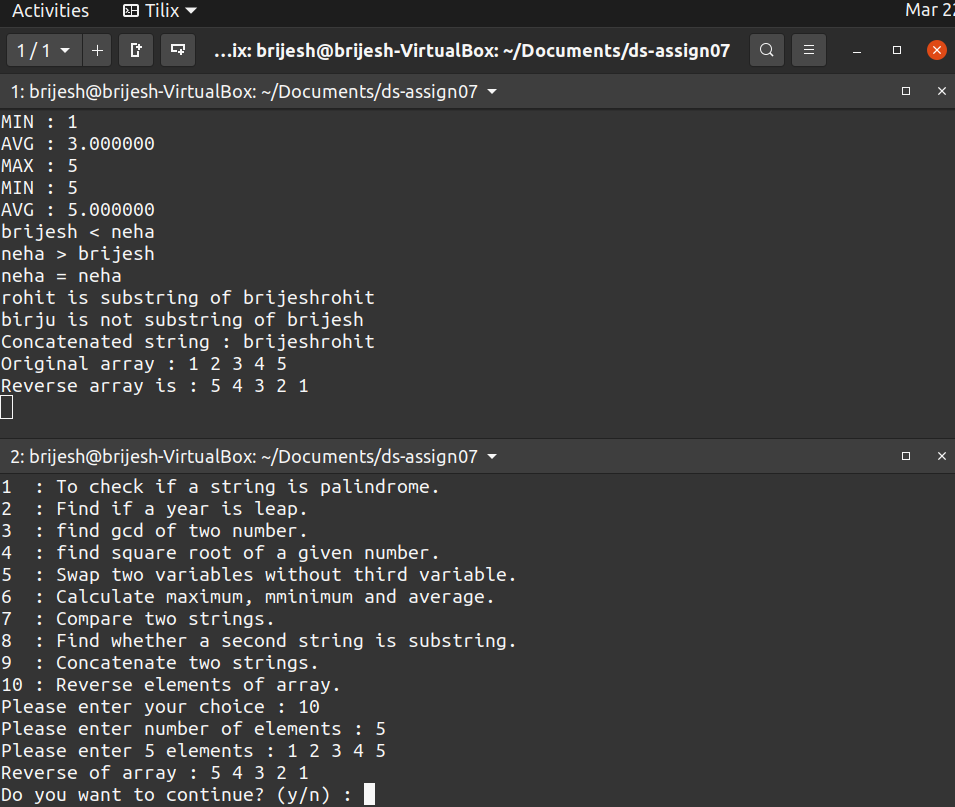 Activities Tilix Mar 22
1 / 1 + ...ix: brijesh@brijesh-VirtualBox: ~/Documents/ds-assign07
1: brijesh@brijesh-VirtualBox: ~/Documents/ds-assign07
MIN : 1
AVG : 3.000000
MAX : 5
MIN : 5
AVG : 5.000000
brijesh < neha
neha > brijesh
neha = neha
rohit is substring of brijeshrohit
birju is not substring of brijesh
Concatenated string : brijeshrohit
Original array : 1 2 3 4 5
Reverse array is : 5 4 3 2 1
2: brijesh@brijesh-VirtualBox: ~/Documents/ds-assign07
1  : To check if a string is palindrome.
2  : Find if a year is leap.
3  : find gcd of two number.
4  : find square root of a given number.
5  : Swap two variables without third variable.
6  : Calculate maximum, mminimum and average.
7  : Compare two strings.
8  : Find whether a second string is substring.
9  : Concatenate two strings.
10 : Reverse elements of array.
Please enter your choice : 10
Please enter number of elements : 5
Please enter 5 elements : 1 2 3 4 5
Reverse of array : 5 4 3 2 1
Do you want to continue? (y/n) :